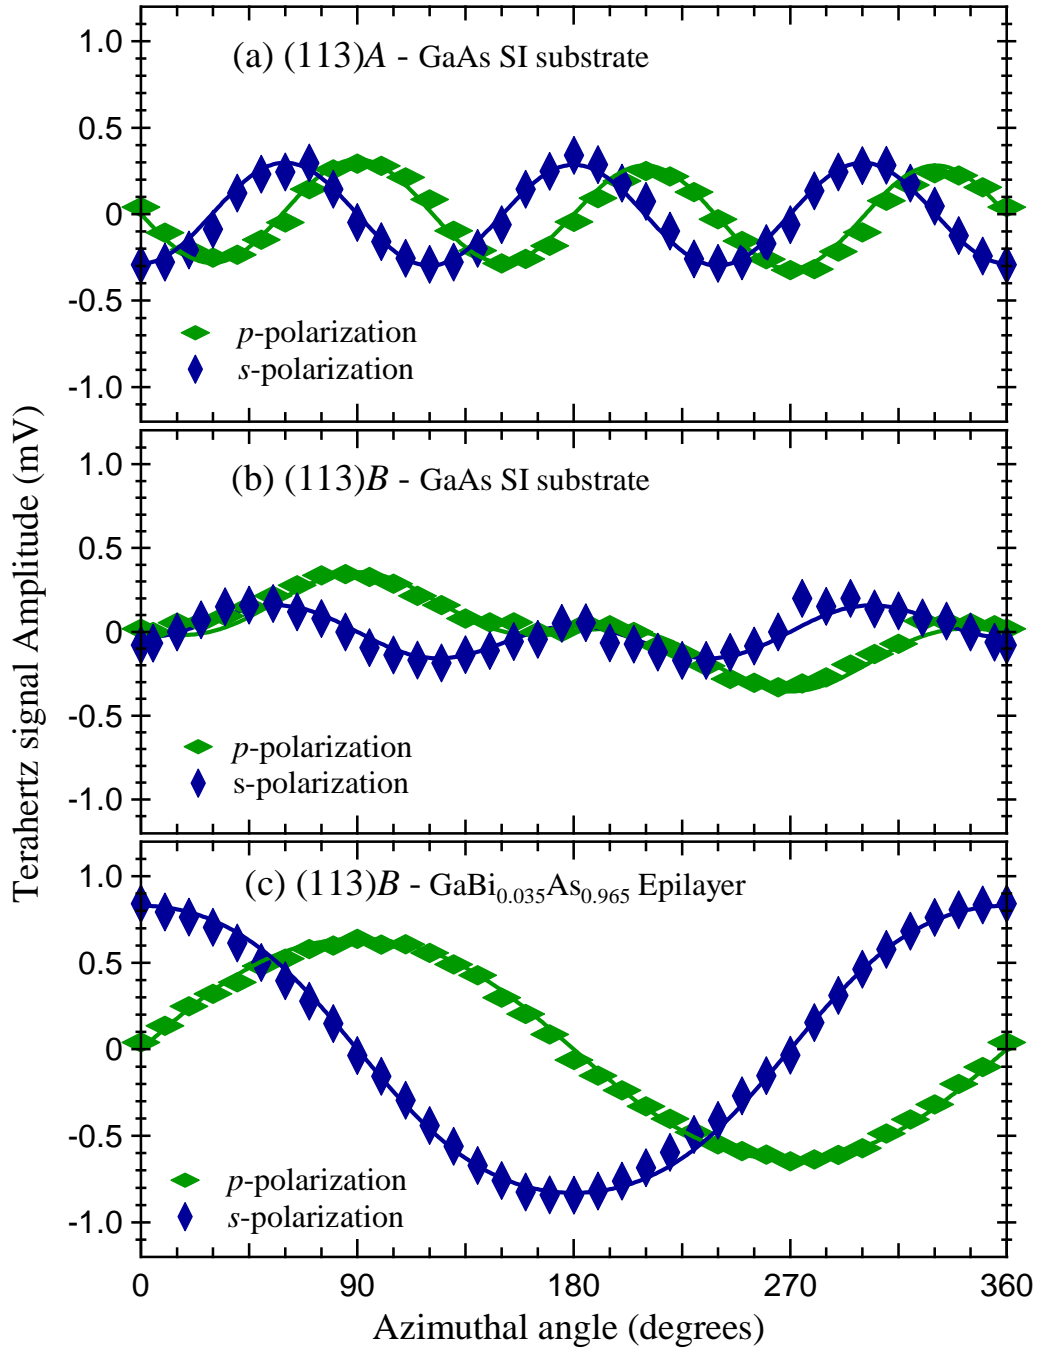 Terahertz signal Amplitude (mV)
(a) (113)A - GaAs SI substrate
1.0
0.5
0
-0.5
-1.0
p-polarization
s-polarization
(b) (113)B - GaAs SI substrate
1.0
0.5
0
-0.5
-1.0
p-polarization
s-polarization
(c) (113)B - GaBi0.035As0.965 Epilayer
1.0
0.5
0
-0.5
-1.0
p-polarization
s-polarization
0 90 180 270 360
Azimuthal angle (degrees)